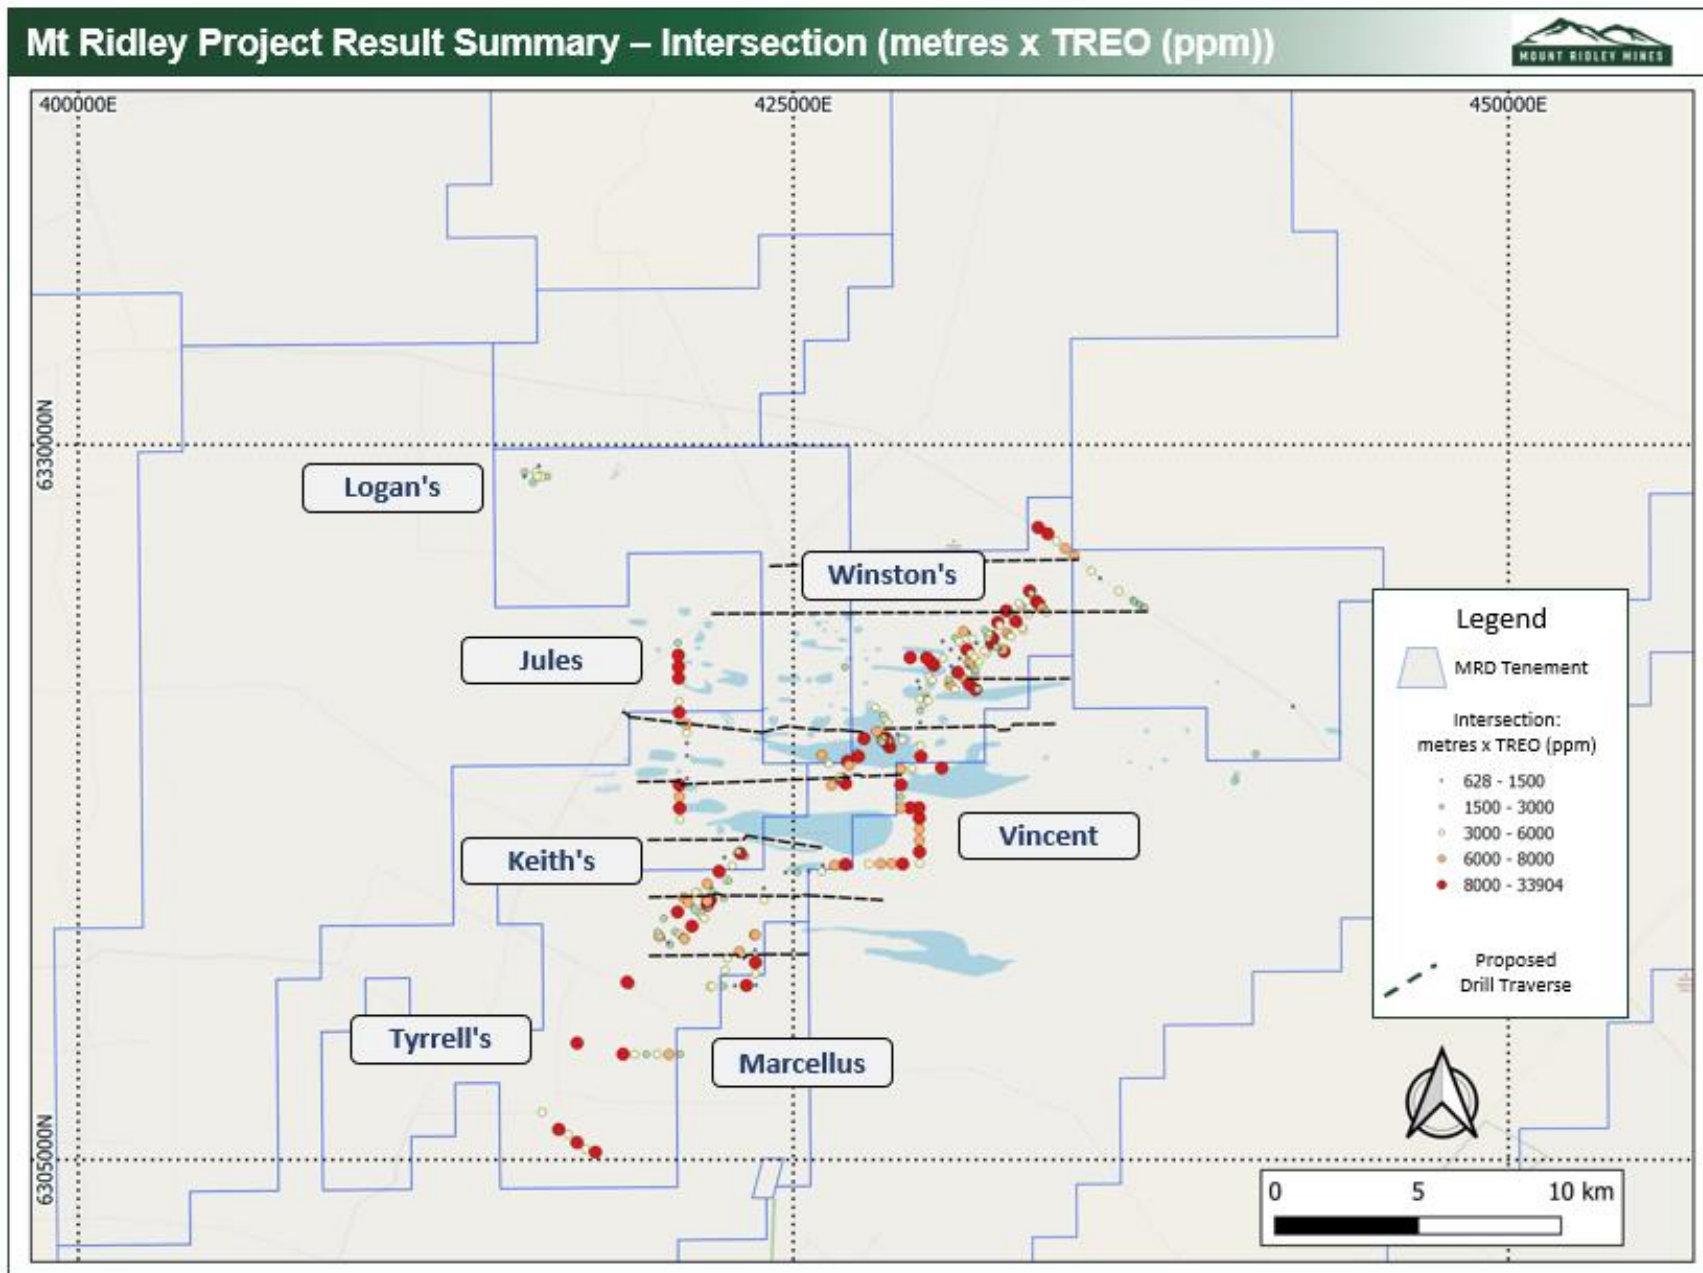 Mt Ridley Project Result Summary – Intersection (metres x TREO (ppm))
MOUNT RIDLEY MINES
400000E
425000E
450000E
6330000N
Logan's
Winston's
Jules
Keith's
Vincent
Tyrrell's
Marcellus
6305000N
Legend
MRD Tenement
Intersection:
metres x TREO (ppm)
628 - 1500
1500 - 3000
3000 - 6000
6000 - 8000
8000 - 33904
Proposed
Drill Traverse
0 5 10 km